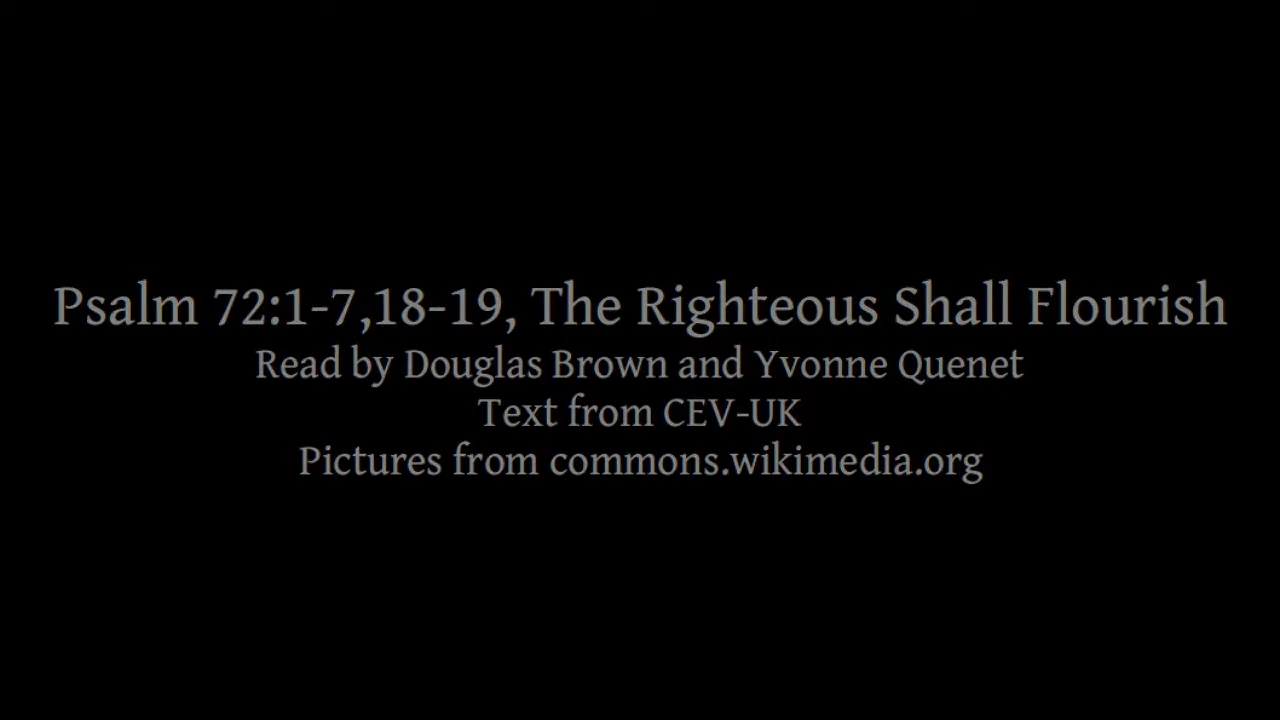 Psalm 72:1-7,18-19, The Righteous Shall Flourish
Read by Douglas Brown and Yvonne Quenet
Text from CEV-UK
Pictures from commons.wikimedia.org